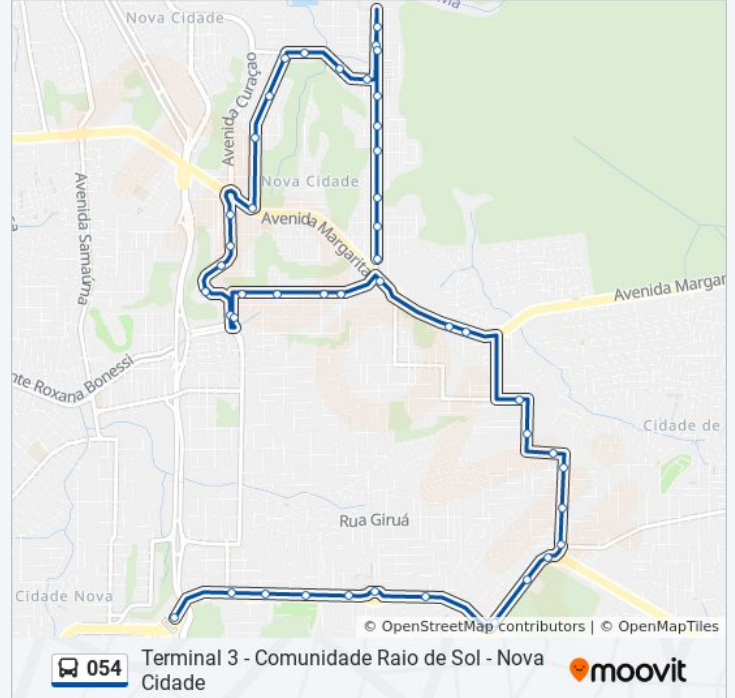 Nova Cidade
Avenida Curaçao
Nova Cidade
Avenida Samaúma
Avenida Margarita
Avenida Margar
nte Roxana Bonessi
Cidade de
Rua Giruá
Cidade Nova
© OpenStreetMap contributors | © OpenMapTiles
054
Terminal 3 - Comunidade Raio de Sol - Nova
Cidade
moovit